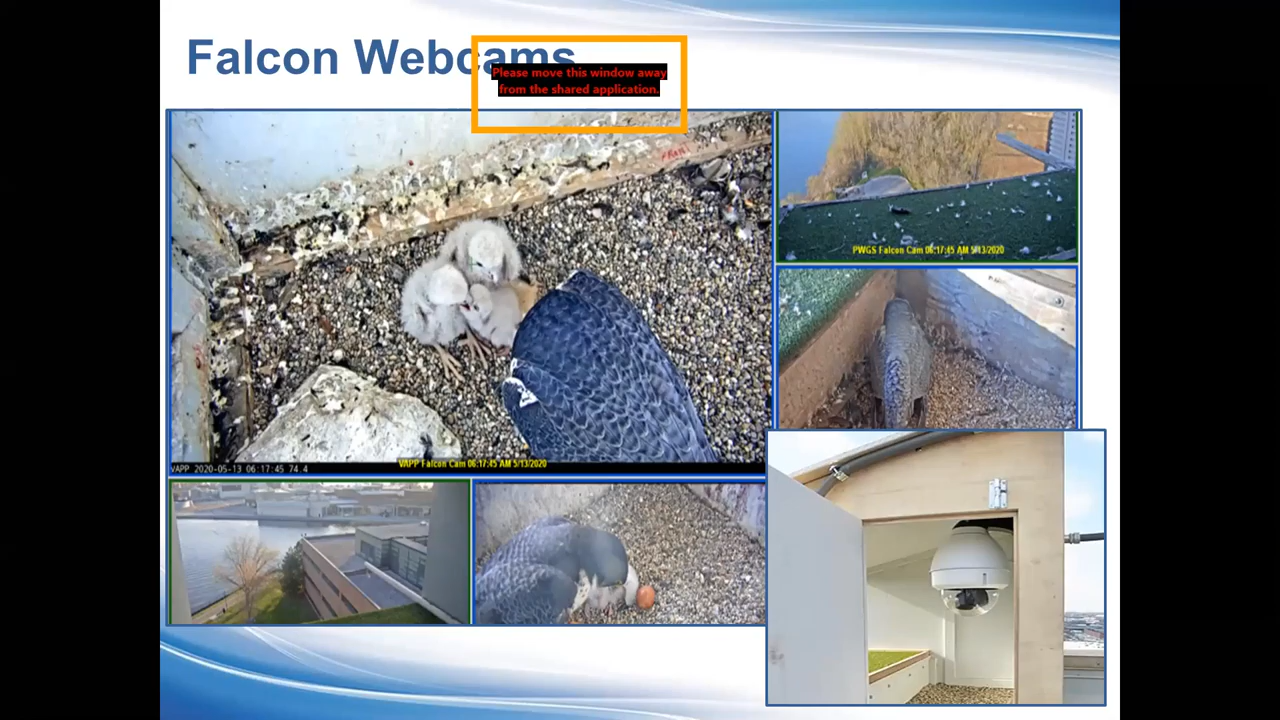 Falcon Webcams
Please move this window away
from the shared application.
PWGS Falcon Cam 06:17:45 AM 5/13/2020
VAPP 2020-05-13 06:17:45 74.4
VAPP Falcon Cam 06:17:45 AM 5/13/2020